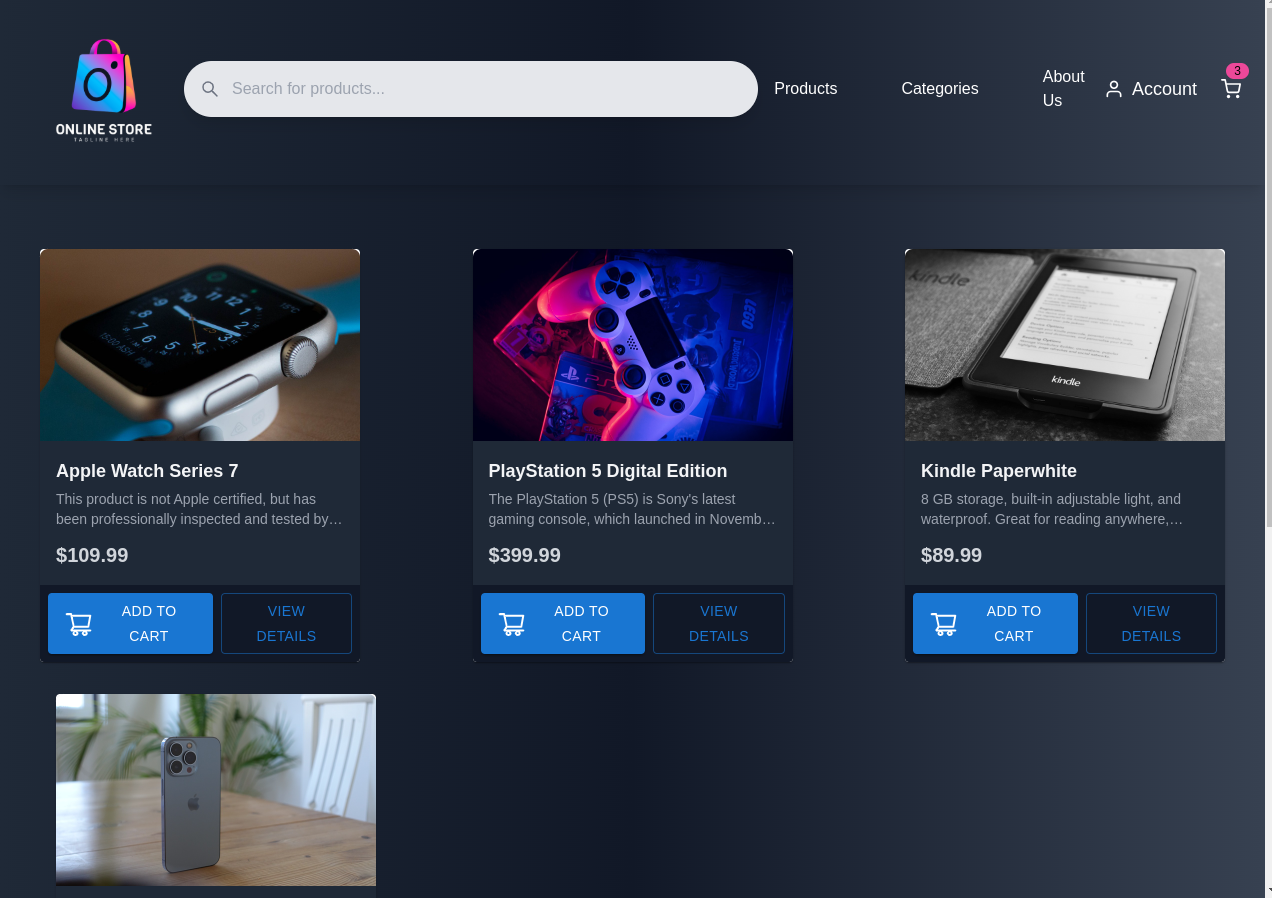 ONLINE STORE
TAGLINE HERE
Search for products...
Products
Categories
About
Us
Account
3
kindle
kindle
Apple Watch Series 7
This product is not Apple certified, but has
been professionally inspected and tested by…
$109.99
ADD TO
CART
VIEW
DETAILS
PlayStation 5 Digital Edition
The PlayStation 5 (PS5) is Sony's latest
gaming console, which launched in Novemb…
$399.99
ADD TO
CART
VIEW
DETAILS
Kindle Paperwhite
8 GB storage, built-in adjustable light, and
waterproof. Great for reading anywhere,…
$89.99
ADD TO
CART
VIEW
DETAILS